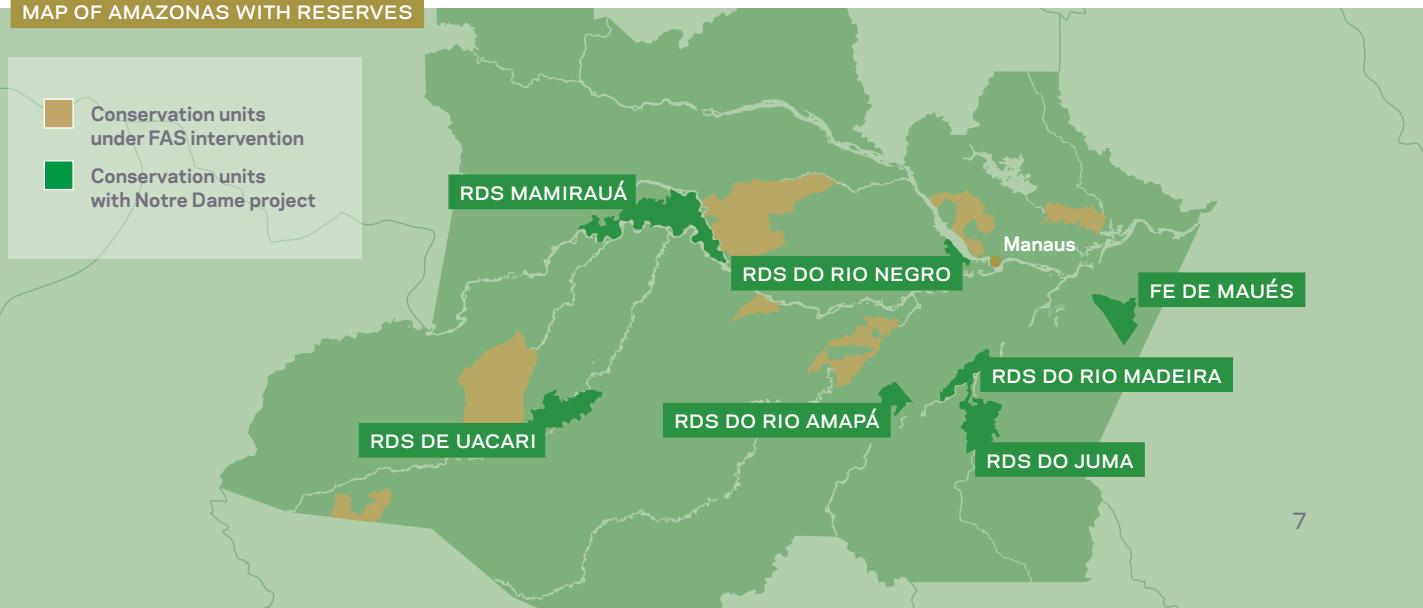 MAP OF AMAZONAS WITH RESERVES
Conservation units
under FAS intervention
Conservation units
with Notre Dame project
RDS MAMIRAUÁ
Manaus
RDS DO RIO NEGRO
FE DE MAUÉS
RDS DO RIO MADEIRA
RDS DO RIO AMAPÁ
RDS DE UACARI
RDS DO JUMA
7